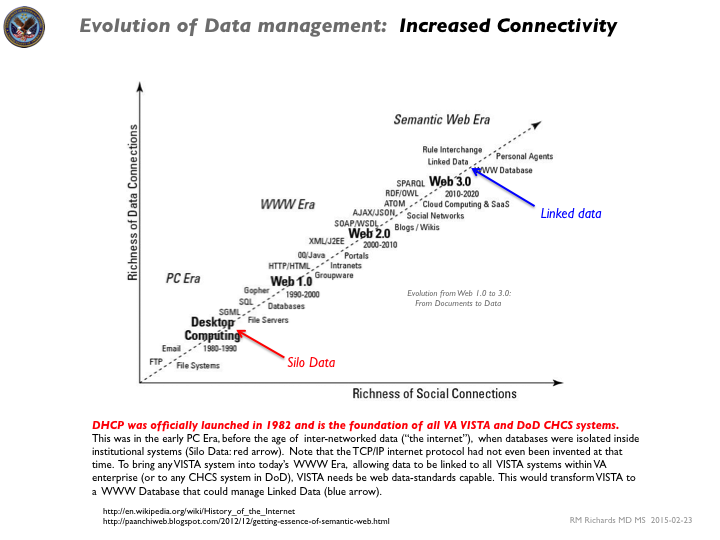 Evolution of Data management: Increased Connectivity
Semantic Web Era
Rule Interchange
Personal Agents
Linked Data
WWW Database
SPARQL Web 3.0
RDF/OWL 2010-2020
ATOM Cloud Computing & SaaS
Linked data
WWW Era
AJAX/JSON Social Networks
SOAP/WSDL Blogs / Wikis
Web 2.0
XML/J2EE 2000-2010
OO/Java Portals
HTTP/HTML Intranets
Groupware
PC Era
Web 1.0
Gopher 1990-2000
SQL Databases
SGML File Servers
Evolution from Web 1.0 to 3.0:
From Documents to Data
Desktop
Computing
Email 1980-1990
FTP File Systems
Silo Data
Richness of Data Connections
Richness of Social Connections
DHCP was officially launched in 1982 and is the foundation of all VA VISTA and DoD CHCS systems.
This was in the early PC Era, before the age of inter-networked data (“the internet”), when databases were isolated inside
institutional systems (Silo Data: red arrow). Note that the TCP/IP internet protocol had not even been invented at that
time. To bring any VISTA system into today’s WWW Era, allowing data to be linked to all VISTA systems within VA
enterprise (or to any CHCS system in DoD), VISTA needs be web data-standards capable. This would transform VISTA to
a WWW Database that could manage Linked Data (blue arrow).
http://en.wikipedia.org/wiki/History_of_the_Internet
http://paanchiweb.blogspot.com/2012/12/getting-essence-of-semantic-web.html
RM Richards MD MS 2015-02-23